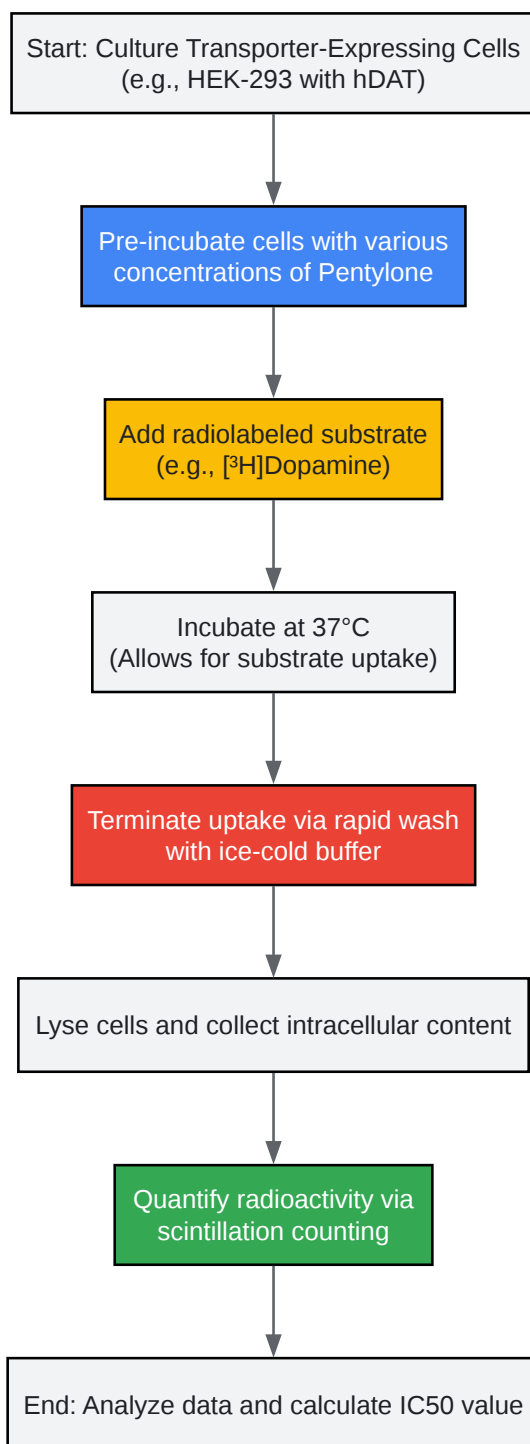 Start: Culture Transporter-Expressing Cells
(e.g., HEK-293 with hDAT)
Pre-incubate cells with various
concentrations of Pentylone
Add radiolabeled substrate
(e.g., [³H]Dopamine)
Incubate at 37°C
(Allows for substrate uptake)
Terminate uptake via rapid wash
with ice-cold buffer
Lyse cells and collect intracellular content
Quantify radioactivity via
scintillation counting
End: Analyze data and calculate IC50 value